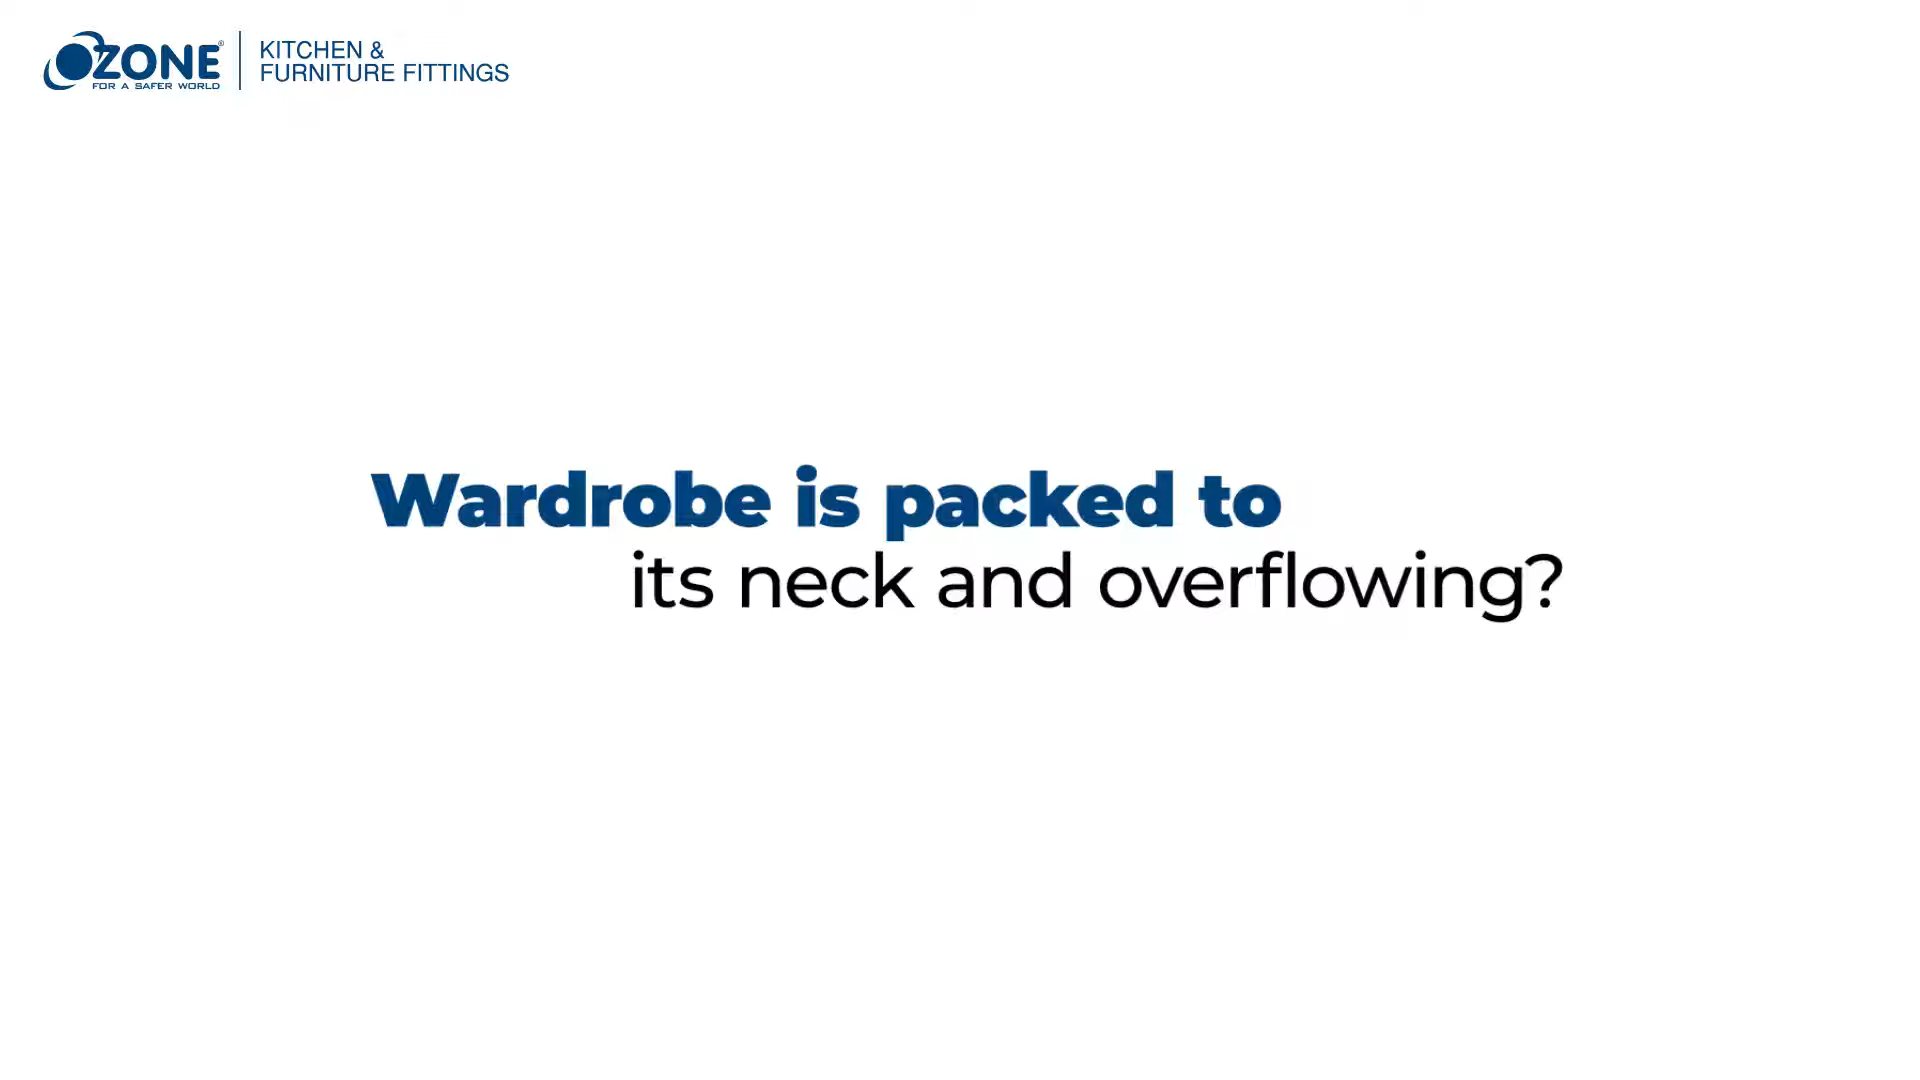 OZONE®
FOR A SAFER WORLD
KITCHEN &
FURNITURE FITTINGS
Wardrobe is packed to
its neck and overflowing?